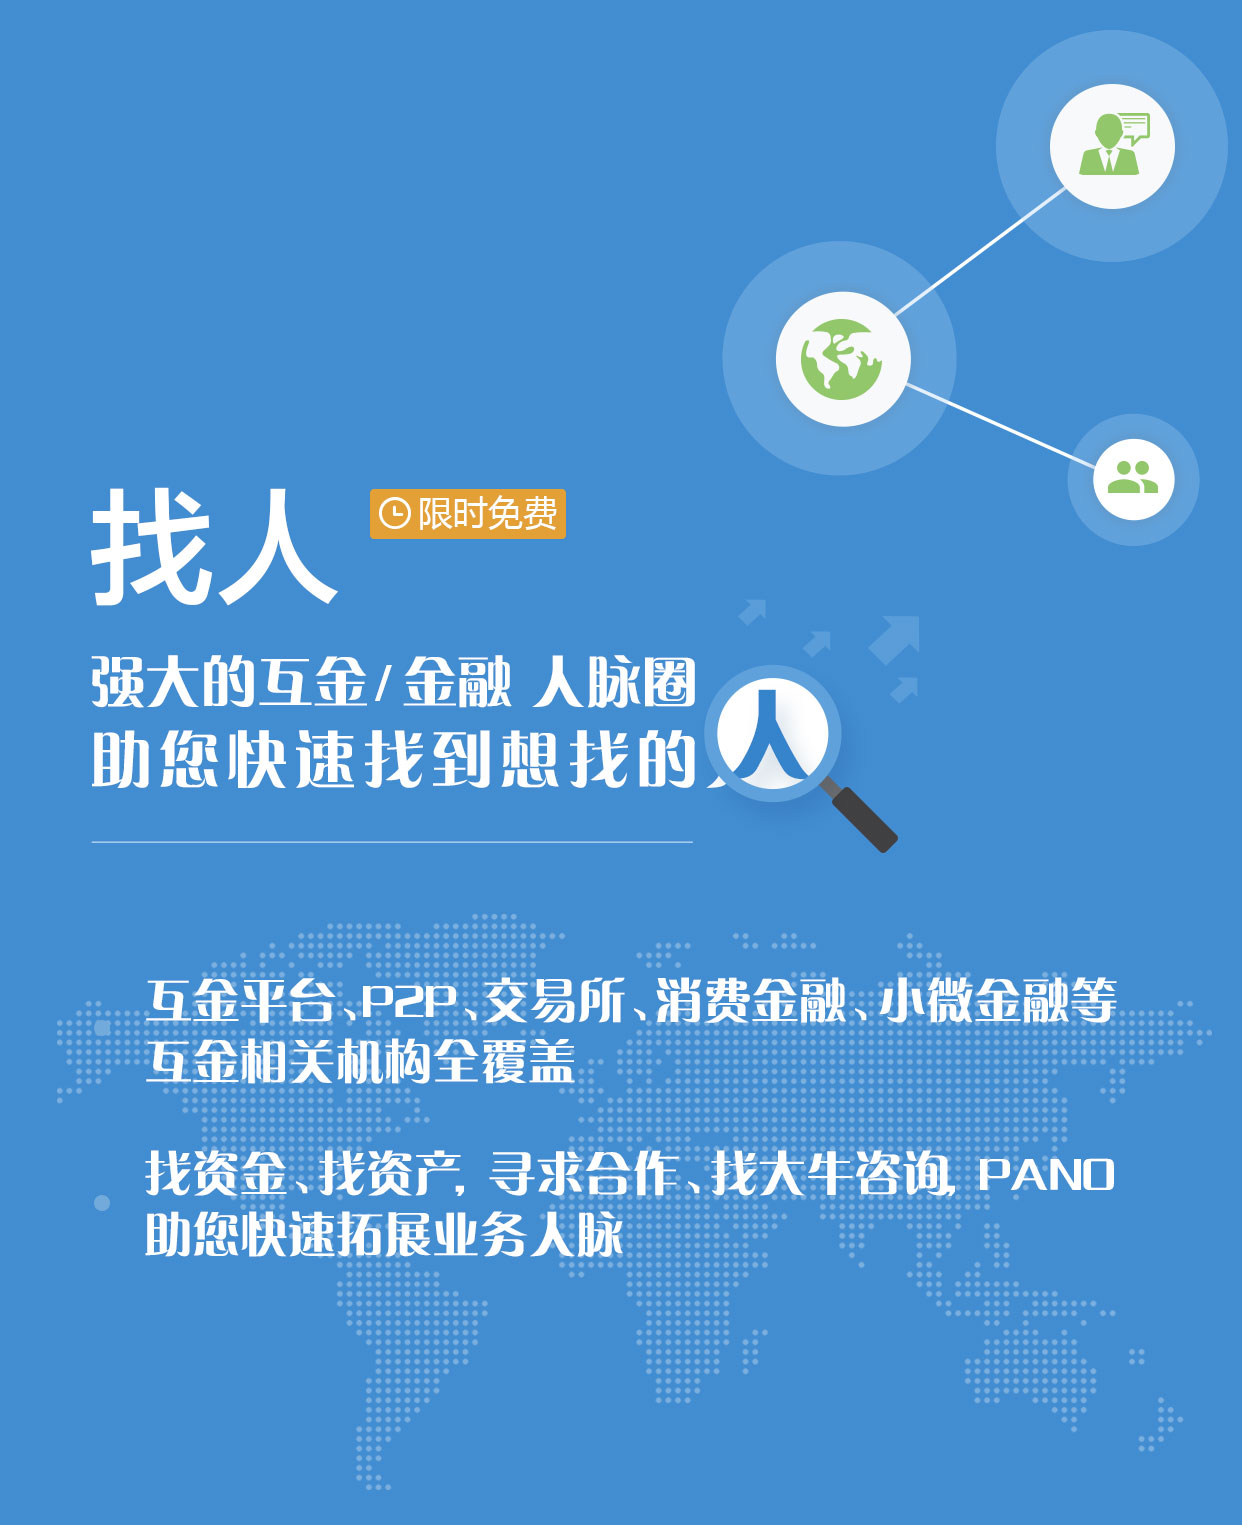 找人 限时免费
强大的互金/金融 人脉圈
助您快速找到想找的人
互金平台、P2P、交易所、消费金融、小微金融等
互金相关机构全覆盖
找资金、找资产, 寻求合作、找大牛咨询, PANO
助您快速拓展业务人脉